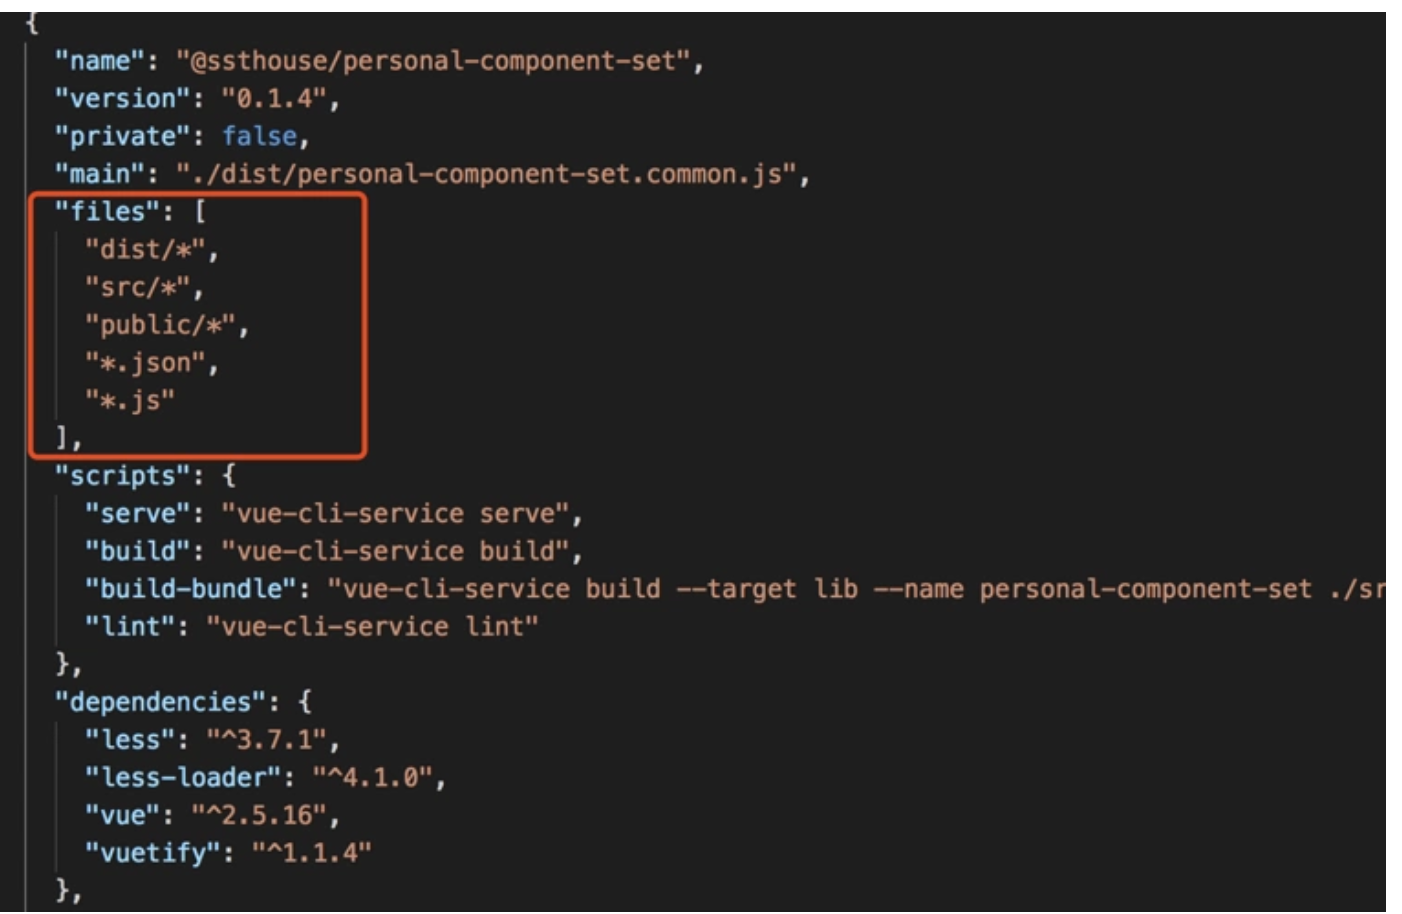 {
"name": "@ssthouse/personal-component-set",
"version": "0.1.4",
"private": false,
"main": "./dist/personal-component-set.common.js",
"files": [
"dist/*",
"src/*",
"public/*",
"*.json",
"*.js"
],
"scripts": {
"serve": "vue-cli-service serve",
"build": "vue-cli-service build",
"build-bundle": "vue-cli-service build --target lib --name personal-component-set ./sr
"lint": "vue-cli-service lint"
},
"dependencies": {
"less": "^3.7.1",
"less-loader": "^4.1.0",
"vue": "^2.5.16",
"vuetify": "^1.1.4"
},